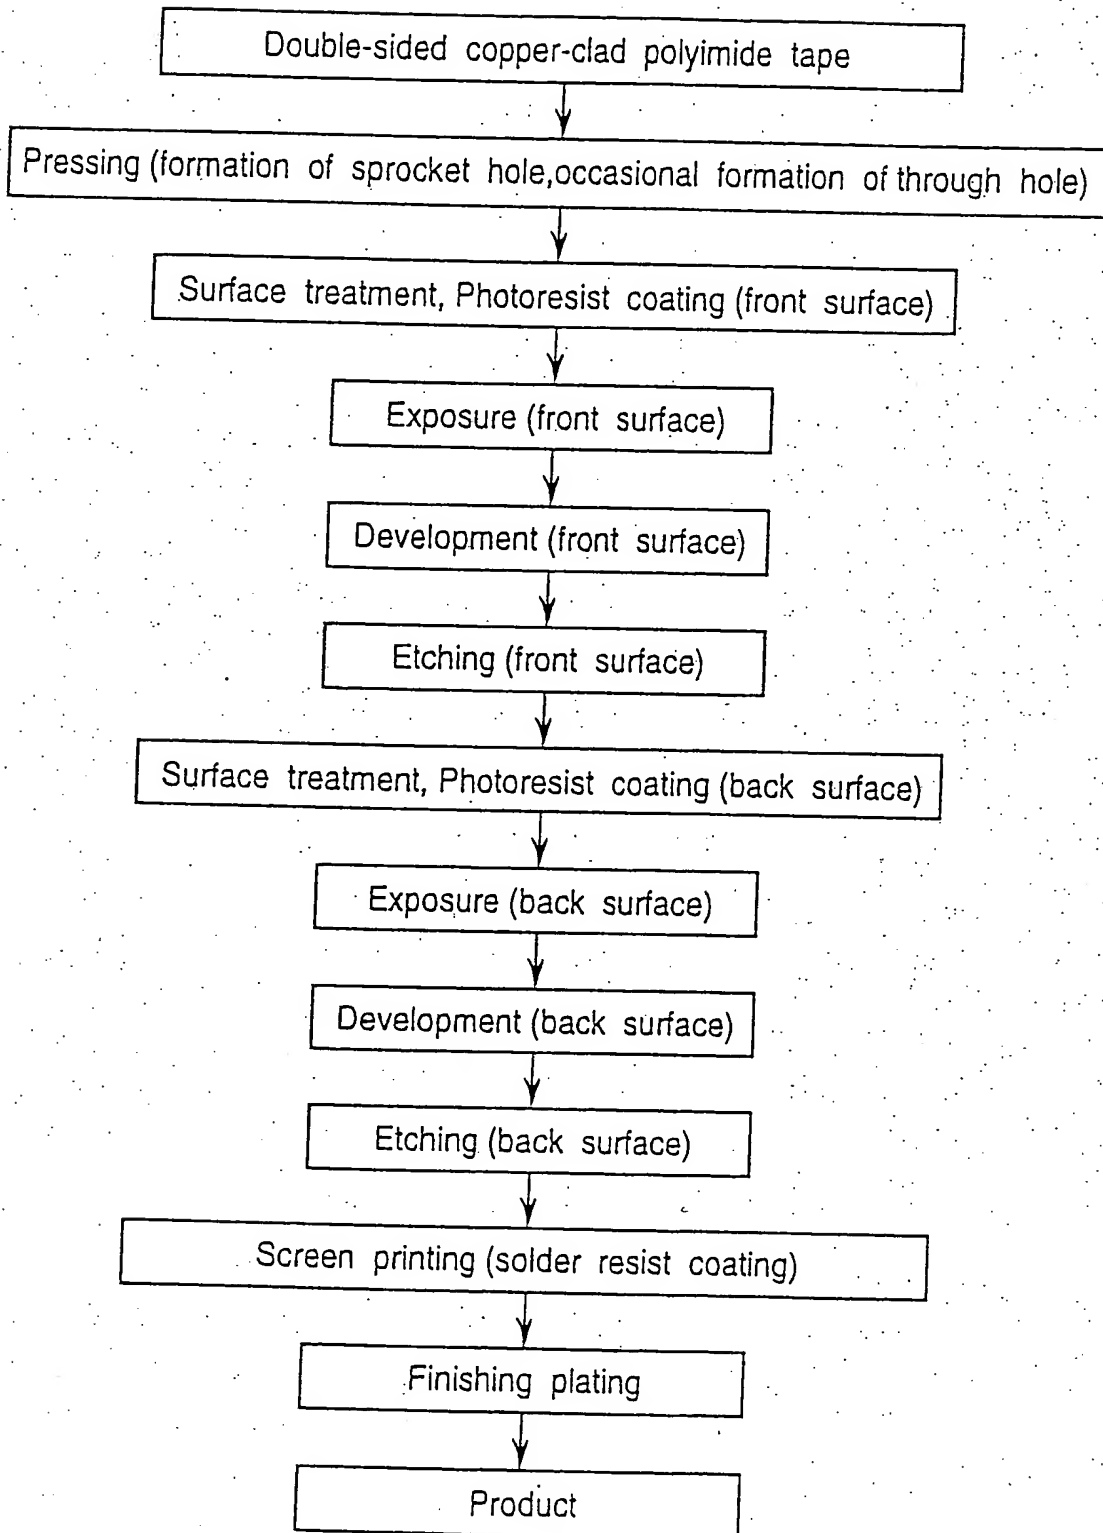 Double-sided copper-clad polyimide tape
Pressing (formation of sprocket hole,occasional formation of through hole)
Surface treatment, Photoresist coating (front surface)
Exposure (front surface)
Development (front surface)
Etching (front surface)
Surface treatment, Photoresist coating (back surface)
Exposure (back surface)
Development (back surface)
Etching (back surface)
Screen printing (solder resist coating)
Finishing plating
Product